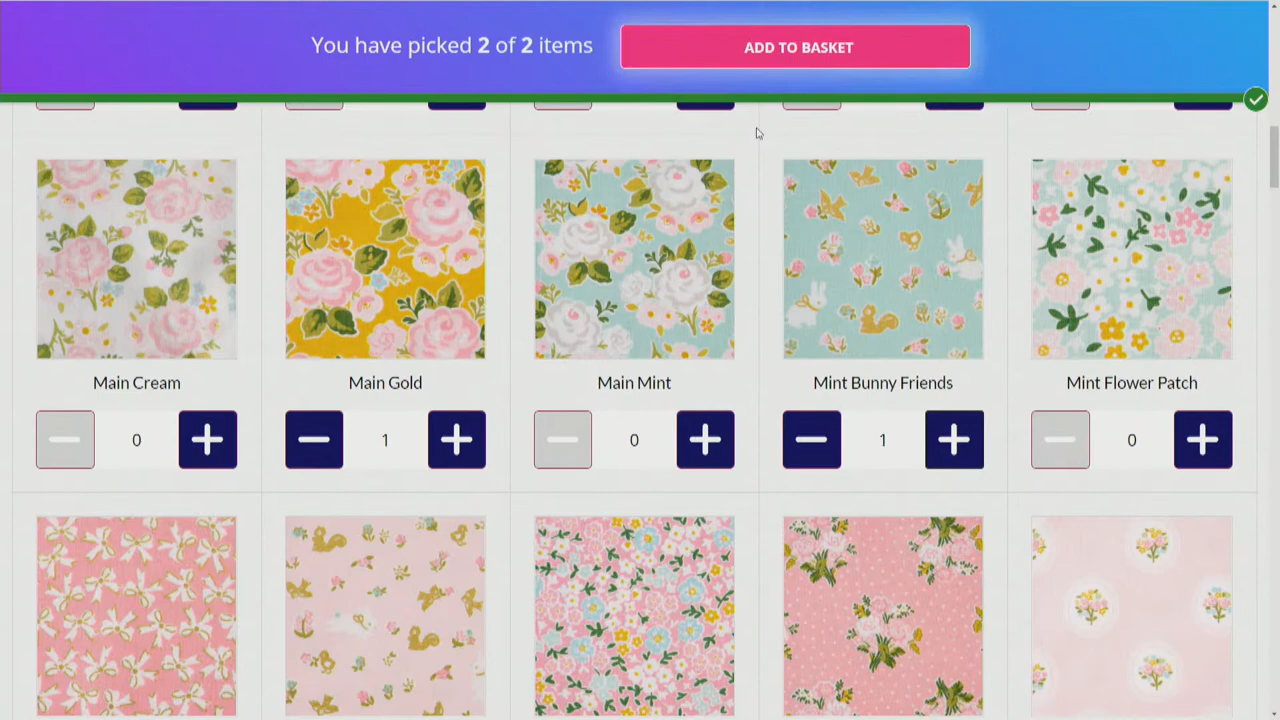 You have picked 2 of 2 items
ADD TO BASKET
Main Cream
Main Gold
Main Mint
Mint Bunny Friends
Mint Flower Patch
0
1
0
1
0